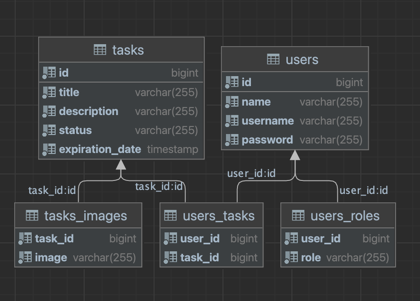 tasks
id bigint
title varchar(255)
description varchar(255)
status varchar(255)
expiration_date timestamp
users
id bigint
name varchar(255)
username varchar(255)
password varchar(255)
task_id:id
task_id:id
user_id:id
user_id:id
tasks_images
task_id bigint
image varchar(255)
users_tasks
user_id bigint
task_id bigint
users_roles
user_id bigint
role varchar(255)